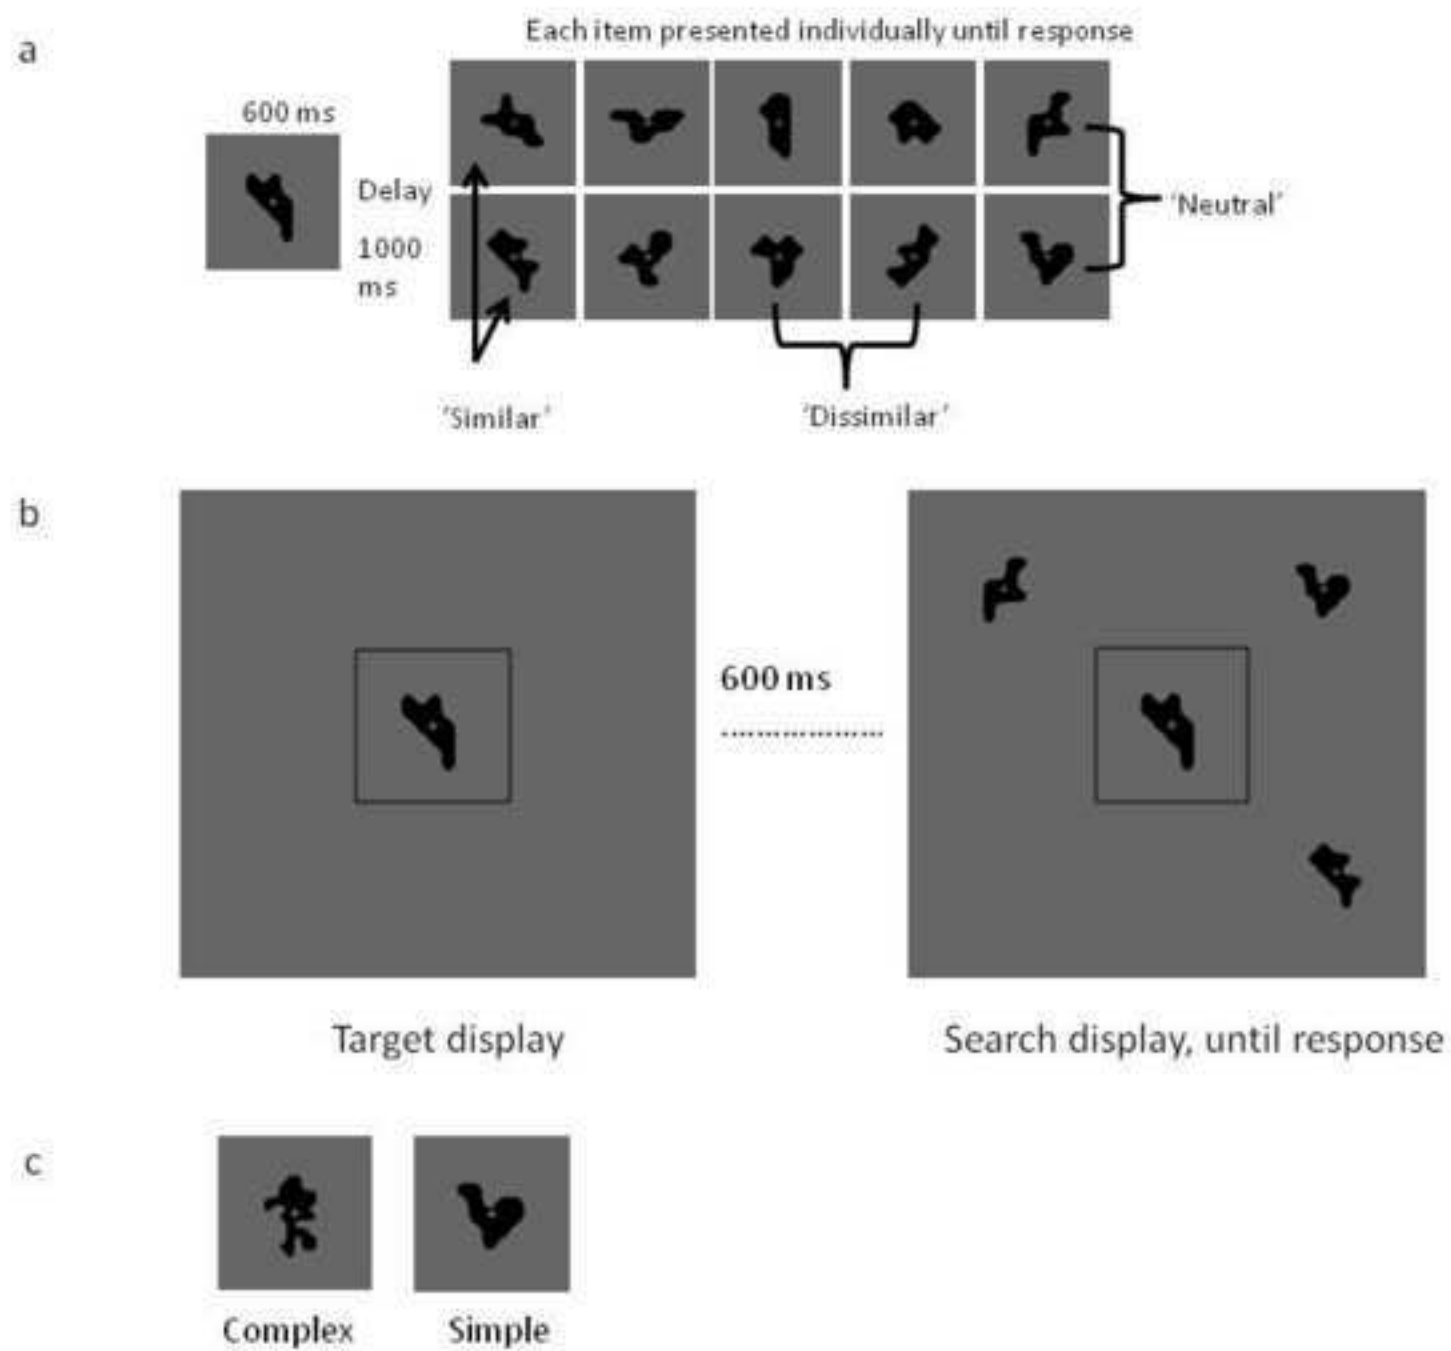 a
Each item presented individually until response
600 ms
Delay
1000
ms
‘Neutral’
‘Similar’
‘Dissimilar’
b
600 ms
Target display
Search display, until response
c
Complex
Simple